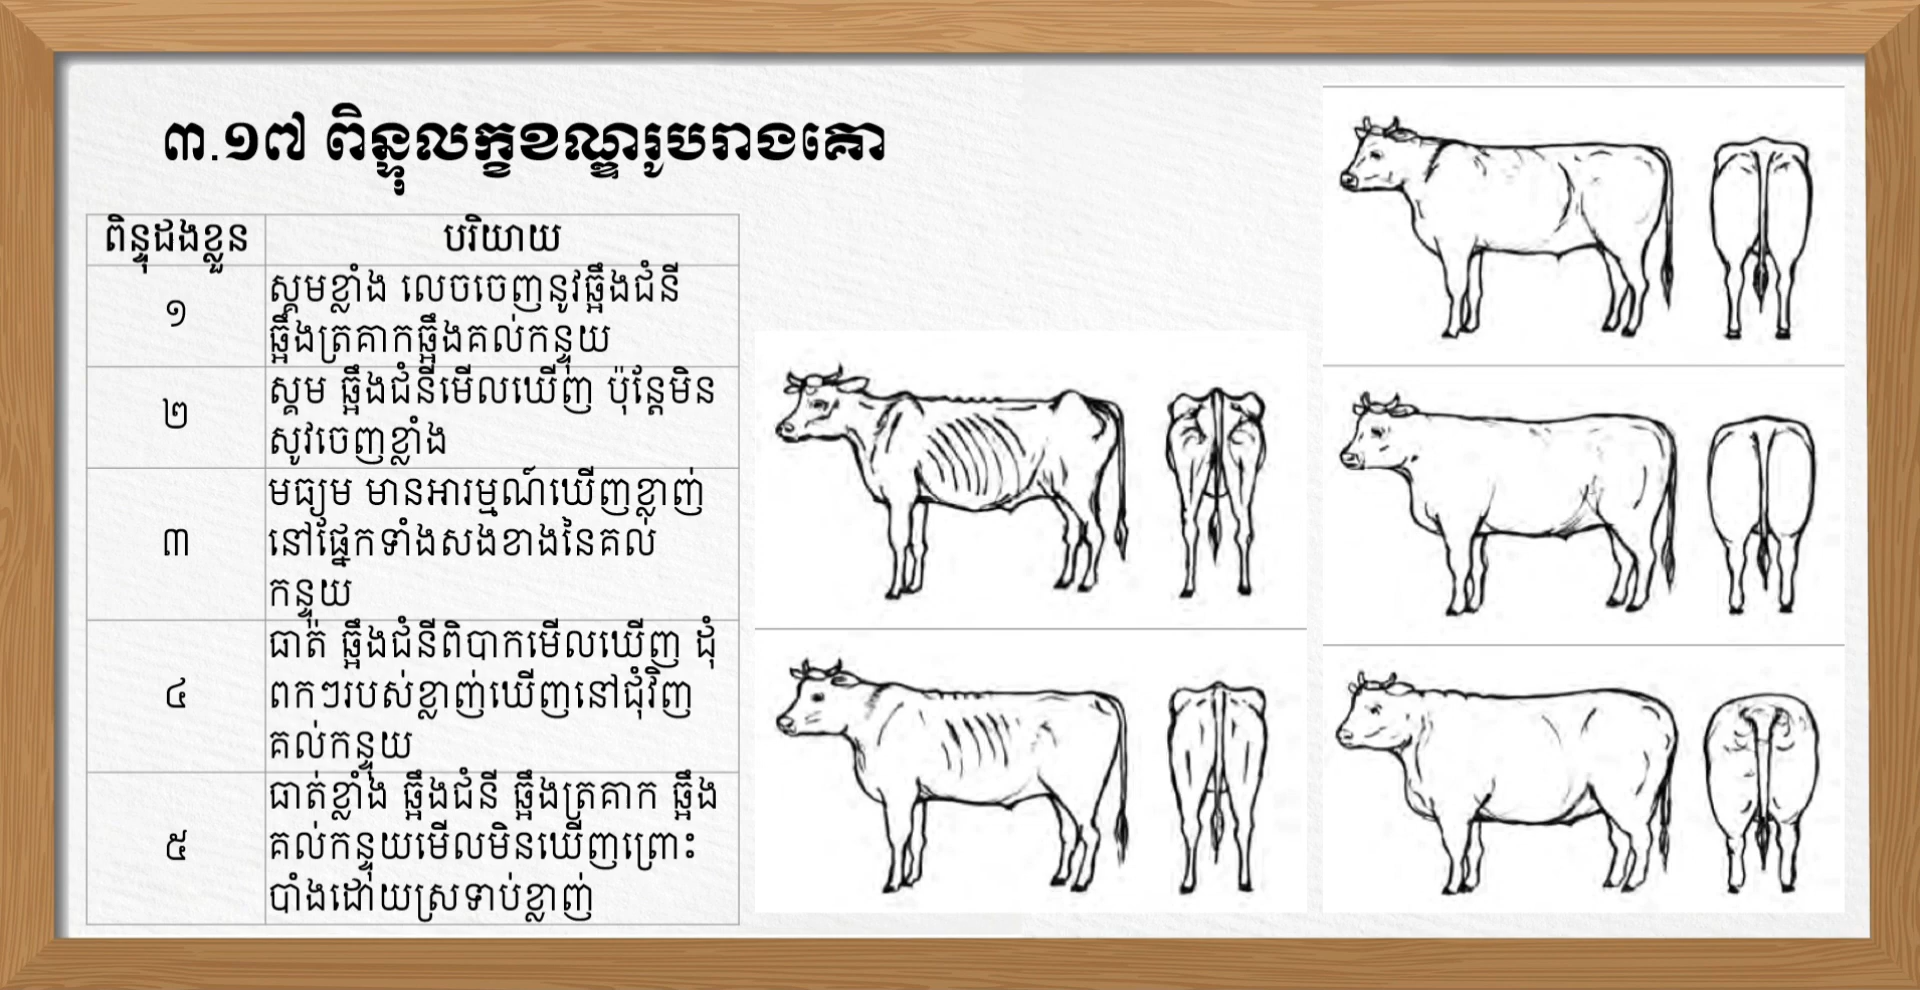 ៣.១៧ ពិន្ទុលក្ខខណ្ឌរូបរាងគោ
ពិន្ទុដងខ្លួន
បរិយាយ
១
ស្គមខ្លាំង លេចចេញនូវឆ្អឹងជំនី
ឆ្អឹងត្រគាកឆ្អឹងគល់កន្ទុយ
២
ស្គម ឆ្អឹងជំនីមើលឃើញ ប៉ុន្តែមិន
សូវចេញខ្លាំង
៣
មធ្យម មានអារម្មណ៍ឃើញខ្លាញ់
នៅផ្នែកទាំងសងខាងនៃគល់
កន្ទុយ
៤
ធាត់ ឆ្អឹងជំនីពិបាកមើលឃើញ ដុំ
ពកៗរបស់ខ្លាញ់ឃើញនៅជុំវិញ
គល់កន្ទុយ
៥
ធាត់ខ្លាំង ឆ្អឹងជំនី ឆ្អឹងត្រគាក ឆ្អឹង
គល់កន្ទុយមើលមិនឃើញព្រោះ
បាំងដោយស្រទាប់ខ្លាញ់